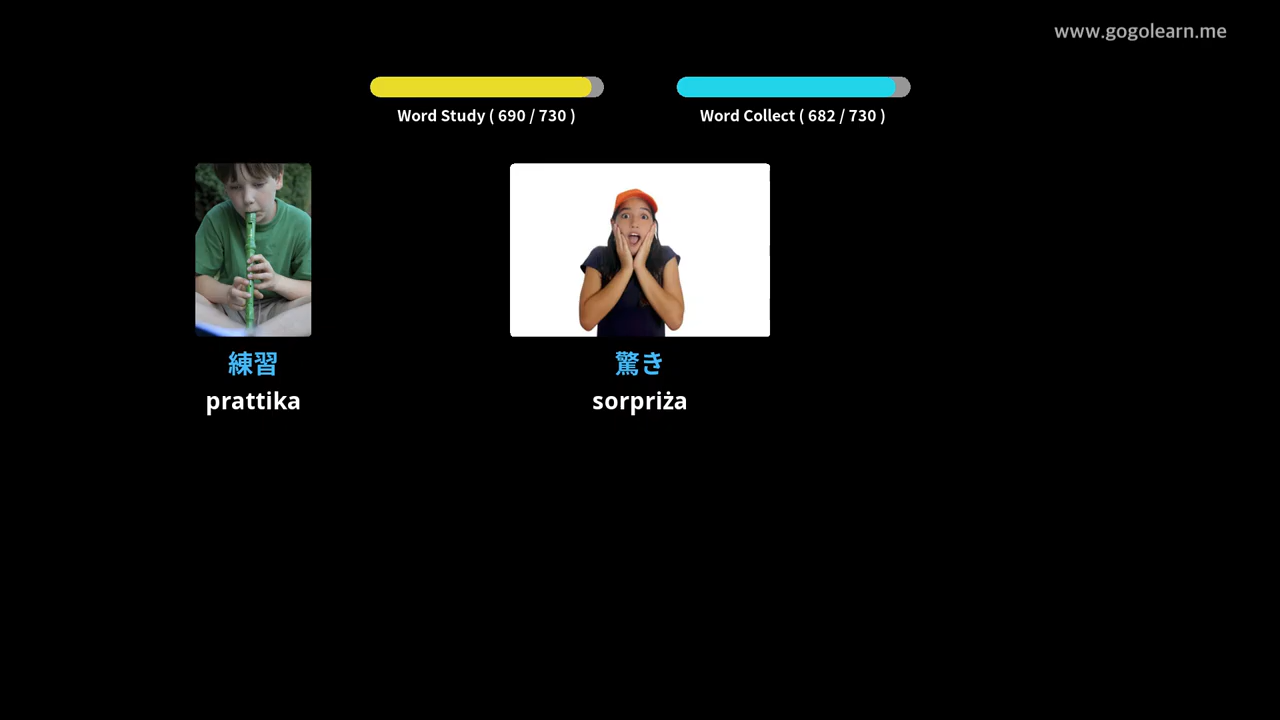 www.gogolearn.me
Word Study ( 690 / 730 )
Word Collect ( 682 / 730 )
練習
prattika
驚き
sorpriża